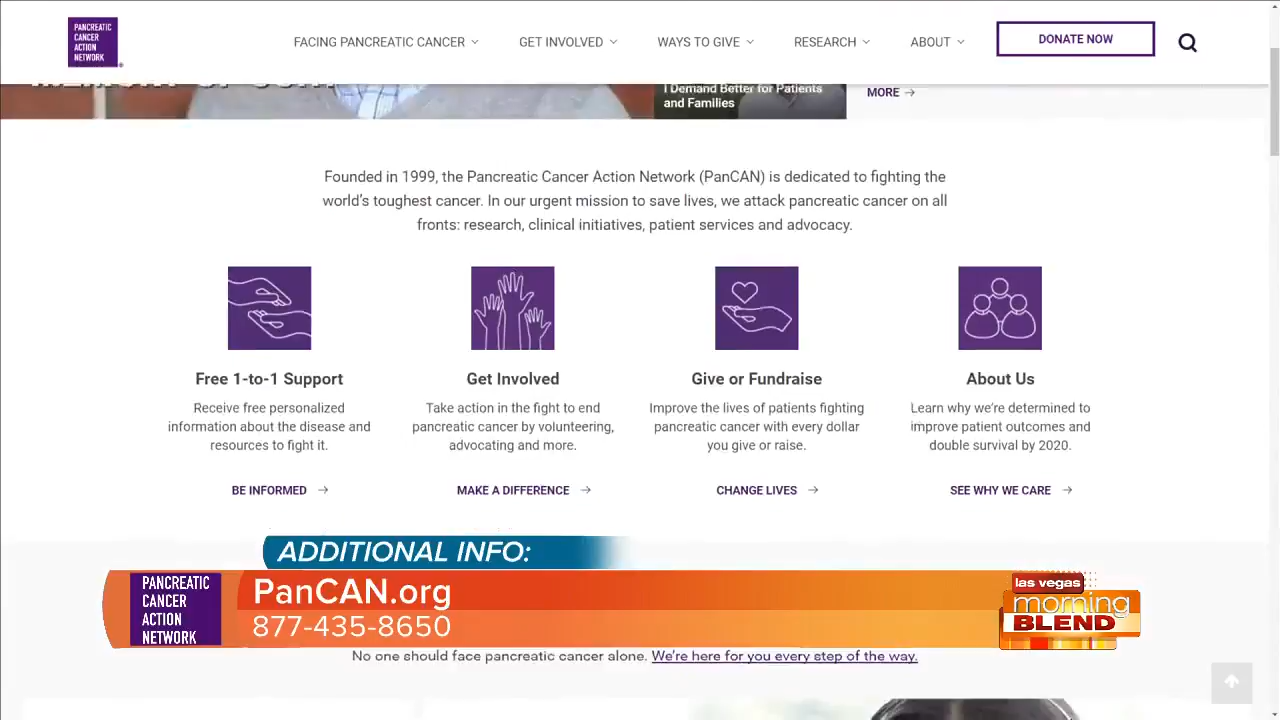 PANCREATIC
CANCER
ACTION
NETWORK
FACING PANCREATIC CANCER
GET INVOLVED
WAYS TO GIVE
RESEARCH
ABOUT
DONATE NOW
I Demand Better for Patients
and Families
MORE →
Founded in 1999, the Pancreatic Cancer Action Network (PanCAN) is dedicated to fighting the
world's toughest cancer. In our urgent mission to save lives, we attack pancreatic cancer on all
fronts: research, clinical initiatives, patient services and advocacy.
Free 1-to-1 Support
Receive free personalized
information about the disease and
resources to fight it.
BE INFORMED →
Get Involved
Take action in the fight to end
pancreatic cancer by volunteering,
advocating and more.
MAKE A DIFFERENCE →
Give or Fundraise
Improve the lives of patients fighting
pancreatic cancer with every dollar
you give or raise.
CHANGE LIVES →
About Us
Learn why we're determined to
improve patient outcomes and
double survival by 2020.
SEE WHY WE CARE →
ADDITIONAL INFO:
PANCREATIC
CANCER
ACTION
NETWORK
PanCAN.org
877-435-8650
las vegas
morning
BLEND
No one should face pancreatic cancer alone. We're here for you every step of the way.